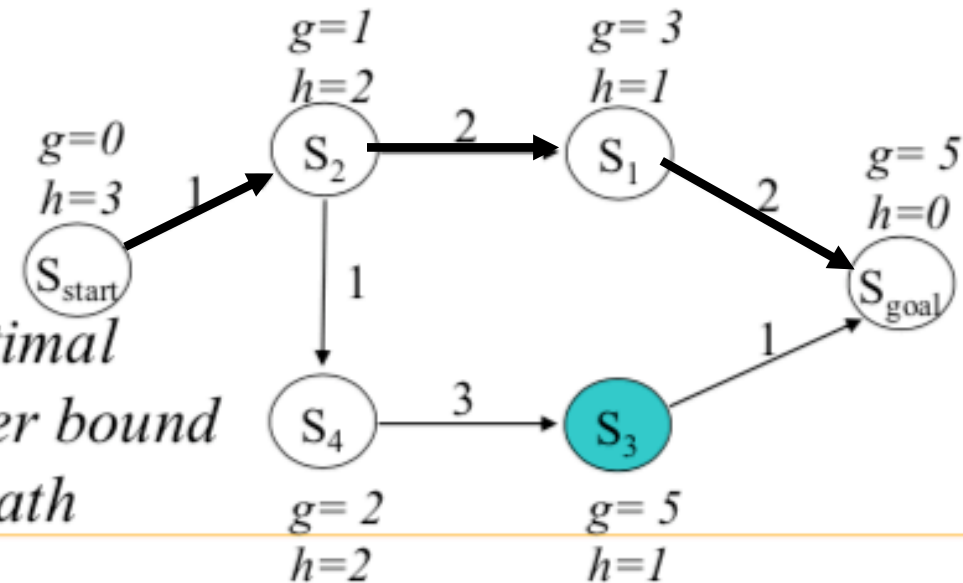 g=1
h=2
g= 3
h=1
g=0
h=3
g= 5
h=0
1
2
2
S2
S1
Sstart
Sgoal
1
1
3
S4
S3
timal
er bound
ath
g= 2
h=2
g= 5
h=1